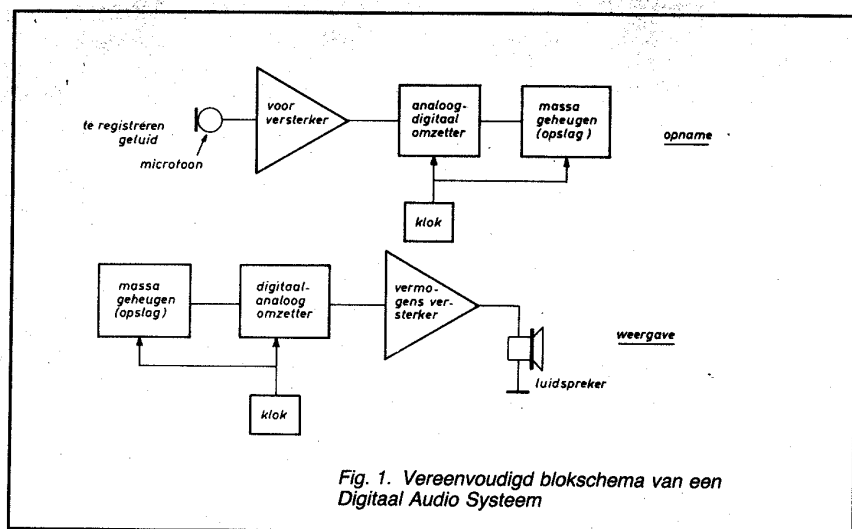 te registreren
geluid
microfoon
voor
versterker
analoog-
digitaal
omzetter
massa
geheugen
(opslag)
opname
klok
massa
geheugen
(opslag)
digitaal-
analoog
omzetter
vermo-
gens ver-
sterker
weergave
luidspreker
klok
Fig. 1. Vereenvoudigd blokschema van een
Digitaal Audio Systeem